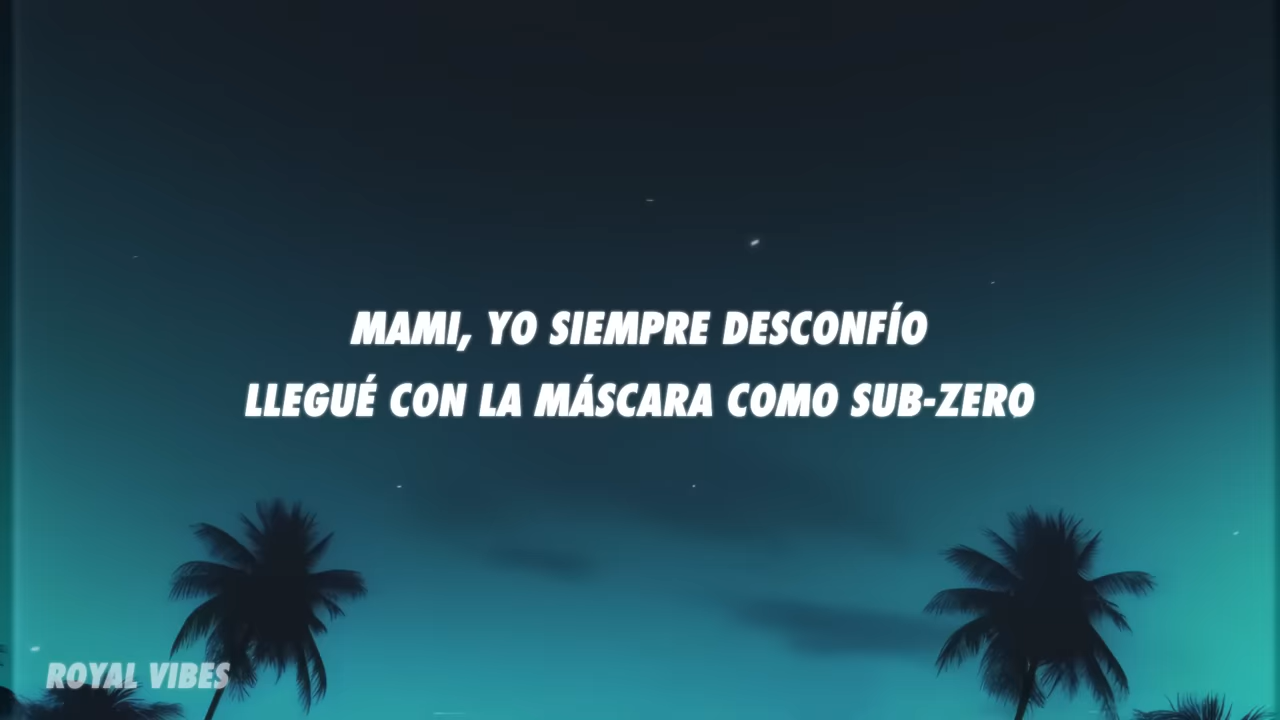 MAMI, YO SIEMPRE DESCONFÍO
LLEGUÉ CON LA MÁSCARA COMO SUB-ZERO
ROYAL VIBES